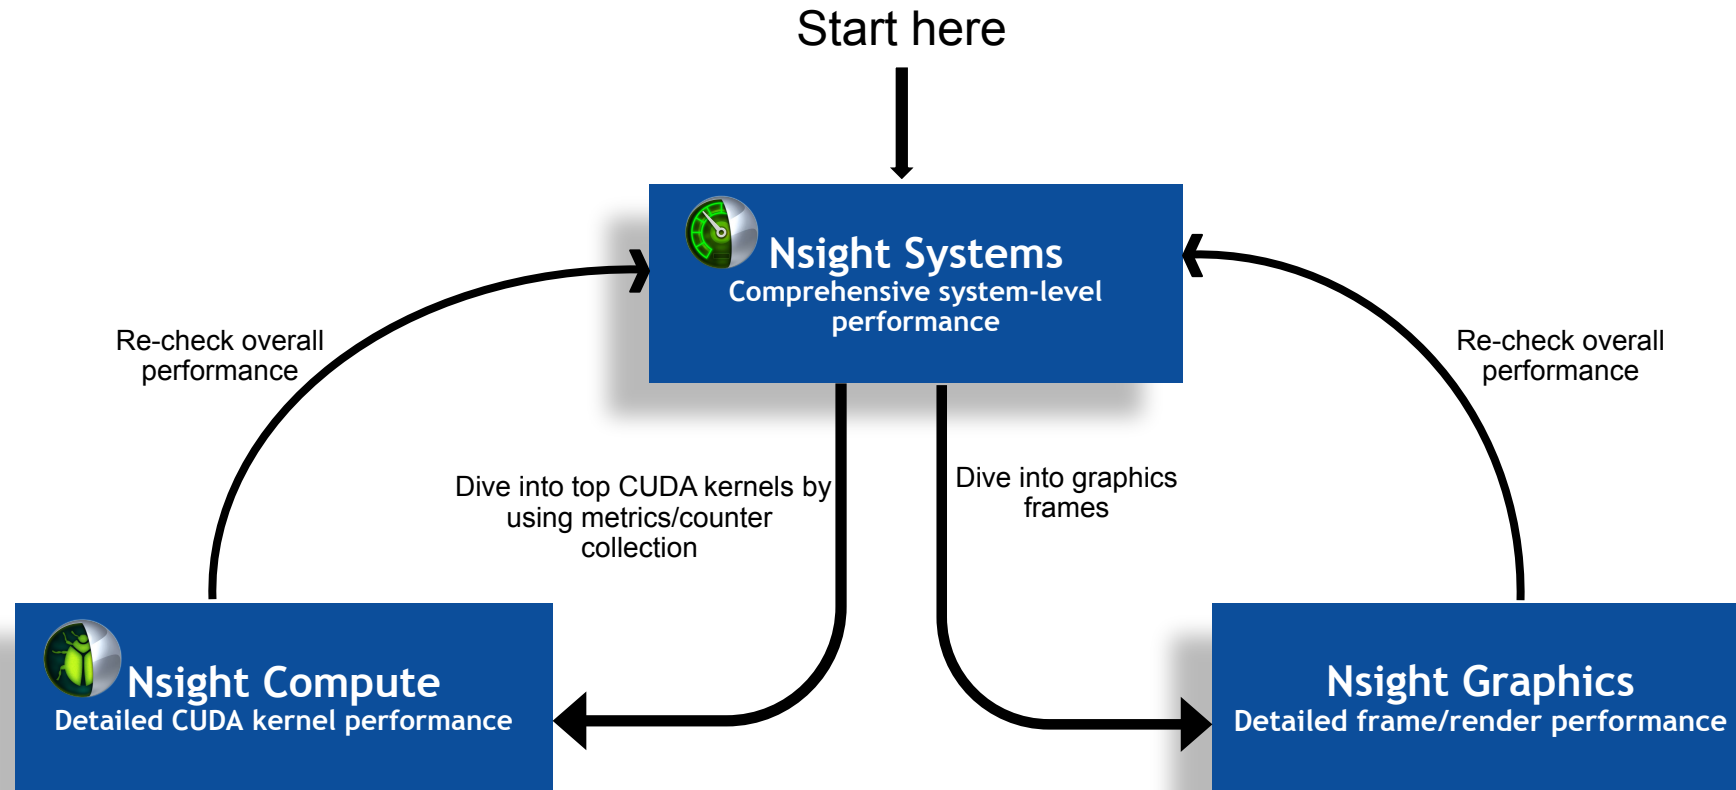 Start here
Nsight Systems
Comprehensive system-level
performance
Re-check overall
performance
Re-check overall
performance
Dive into top CUDA kernels by
using metrics/counter
collection
Dive into graphics
frames
Nsight Compute
Detailed CUDA kernel performance
Nsight Graphics
Detailed frame/render performance